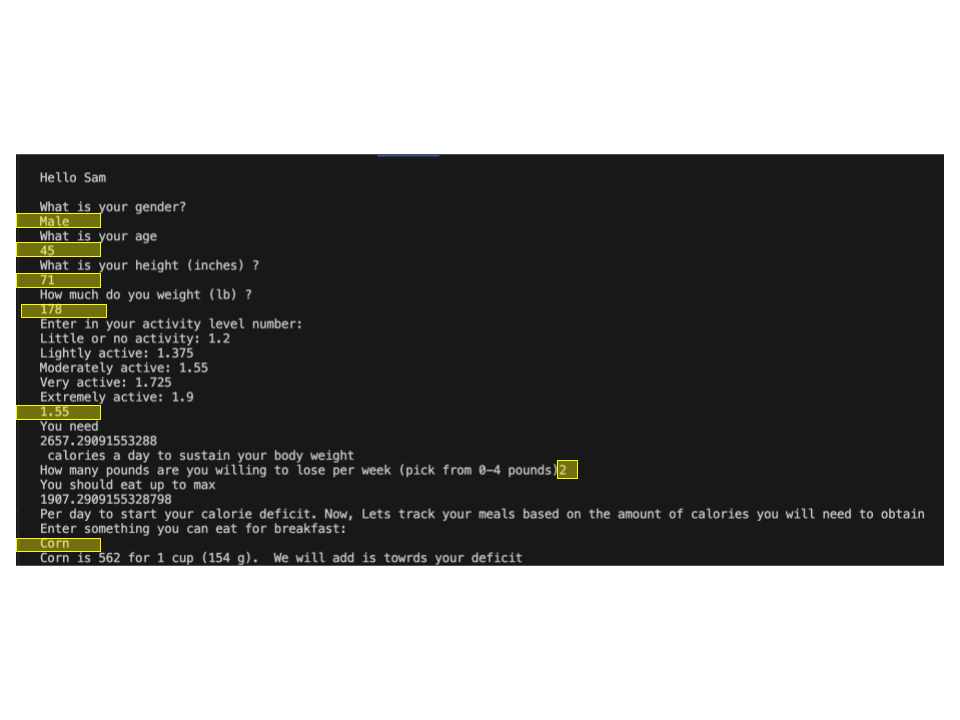 Hello Sam
What is your gender?
Male
What is your age
45
What is your height (inches) ?
71
How much do you weight (lb) ?
178
Enter in your activity level number:
Little or no activity: 1.2
Lightly active: 1.375
Moderately active: 1.55
Very active: 1.725
Extremely active: 1.9
1.55
You need
2657.29091553288
calories a day to sustain your body weight
How many pounds are you willing to lose per week (pick from 0-4 pounds)2
You should eat up to max
1907.2909155328798
Per day to start your calorie deficit. Now, Lets track your meals based on the amount of calories you will need to obtain
Enter something you can eat for breakfast:
Corn
Corn is 562 for 1 cup (154 g).  We will add is towrds your deficit